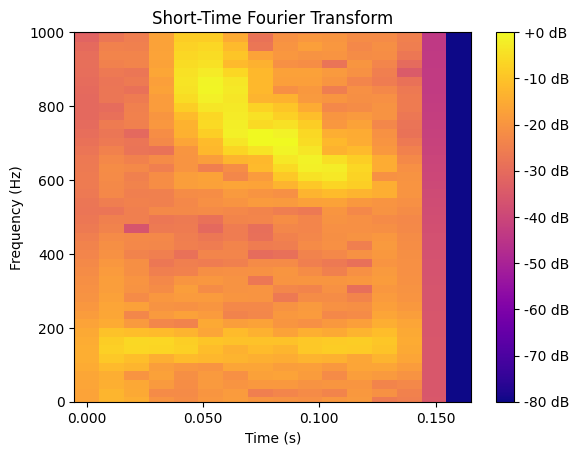 Short-Time Fourier Transform
Frequency (Hz)
1000
800
600
400
200
0
0.000
0.050
0.100
0.150
Time (s)
+0 dB
-10 dB
-20 dB
-30 dB
-40 dB
-50 dB
-60 dB
-70 dB
-80 dB